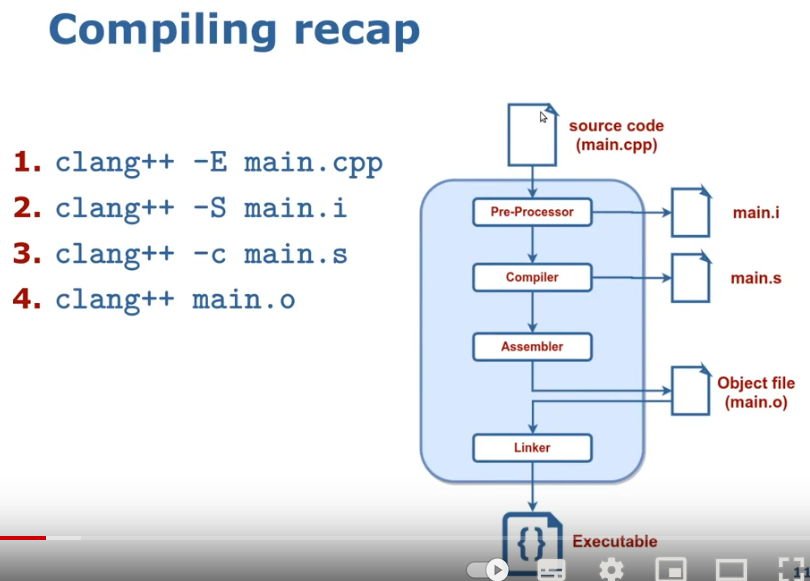 Compiling recap
1. clang++ -E main.cpp
2. clang++ -S main.i
3. clang++ -c main.s
4. clang++ main.o
source code
(main.cpp)
Pre-Processor
main.i
Compiler
main.s
Assembler
Object file
(main.o)
Linker
{}
Executable
11